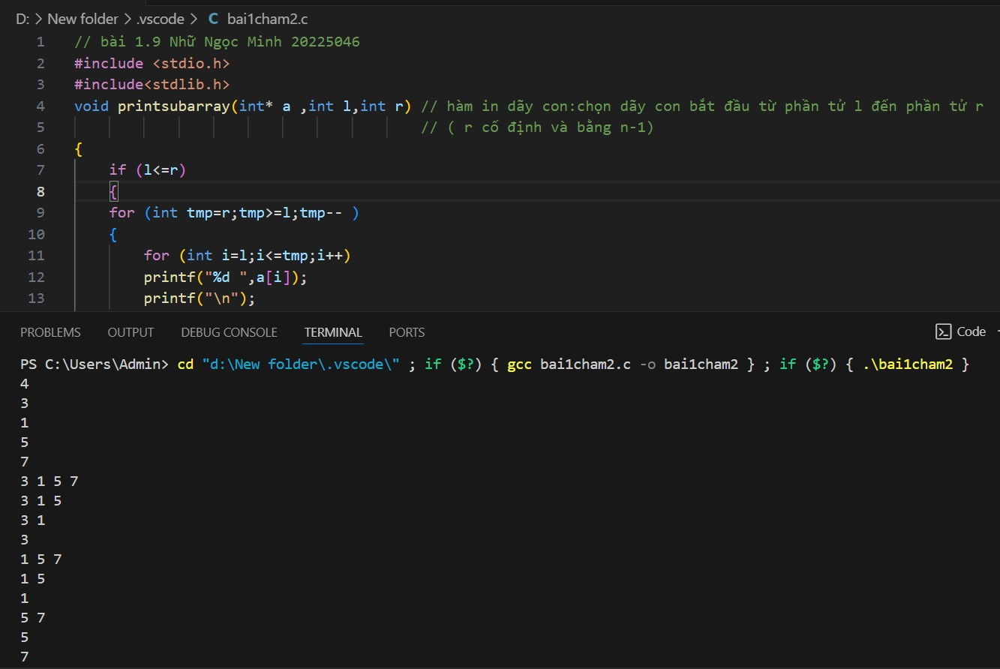 D: > New folder > .vscode > C bai1cham2.c
1 // bài 1.9 Nhữ Ngọc Minh 20225046
2 #include <stdio.h>
3 #include<stdlib.h>
4 void printsubarray(int* a ,int l,int r) // hàm in dãy con:chọn dãy con bắt đầu từ phần tử l đến phần tử r
5 // ( r cố định và bằng n-1)
6 {
7 if (l<=r)
8 {
9 for (int tmp=r;tmp>=l;tmp-- )
10 {
11 for (int i=l;i<=tmp;i++)
12 printf("%d ",a[i]);
13 printf("\n");
PROBLEMS OUTPUT DEBUG CONSOLE TERMINAL PORTS Code
PS C:\Users\Admin> cd "d:\New folder\.vscode\" ; if ($?) { gcc bai1cham2.c -o bai1cham2 } ; if ($?) { .\bai1cham2 }
4
3
1
5
7
3 1 5 7
3 1 5
3 1
3
1 5 7
1 5
1
5 7
5
7